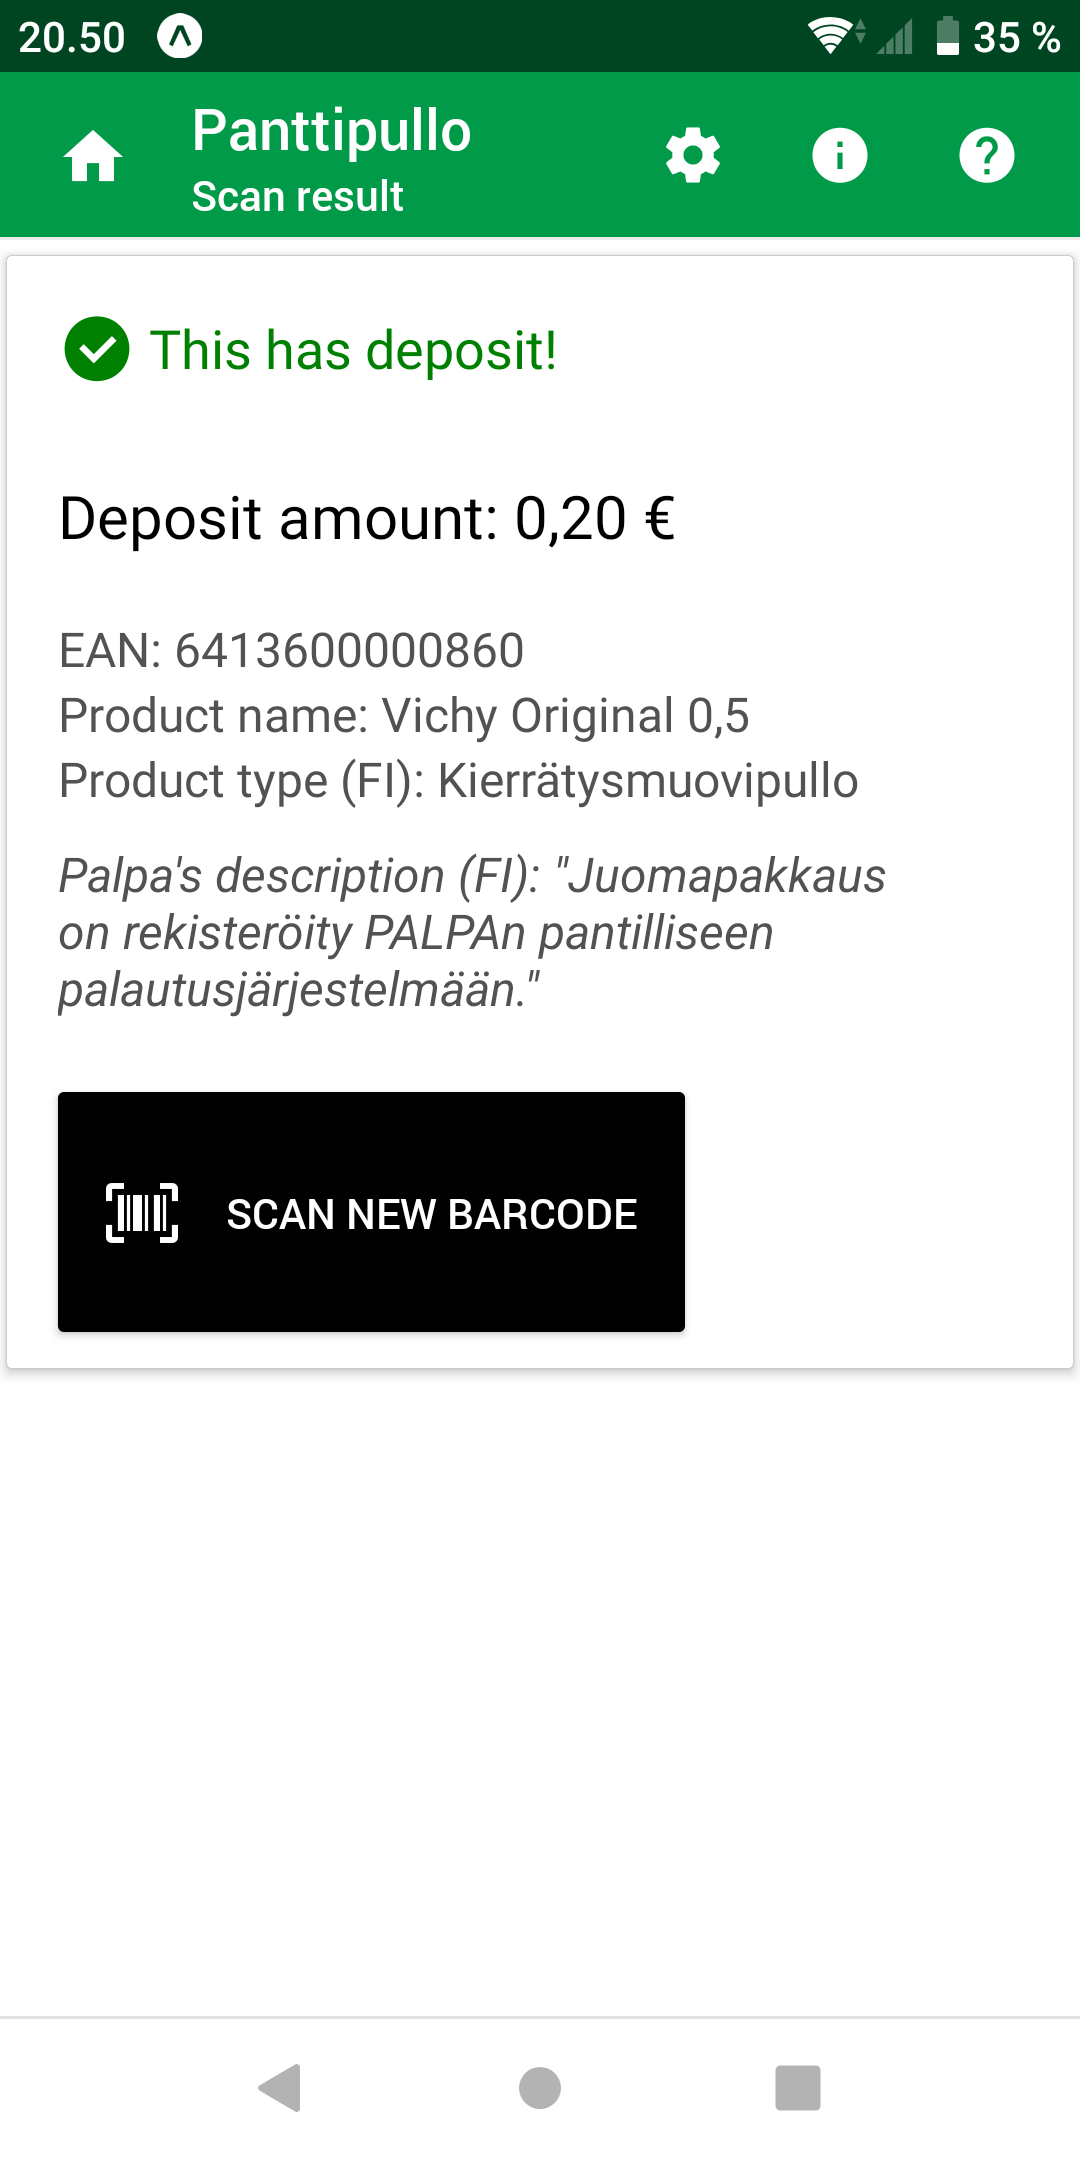 20.50
35 %
Panttipullo
Scan result
This has deposit!
Deposit amount: 0,20 €
EAN: 6413600000860
Product name: Vichy Original 0,5
Product type (FI): Kierrätysmuovipullo
Palpa's description (FI): "Juomapakkaus
on rekisteröity PALPAn pantilliseen
palautusjärjestelmään."
SCAN NEW BARCODE